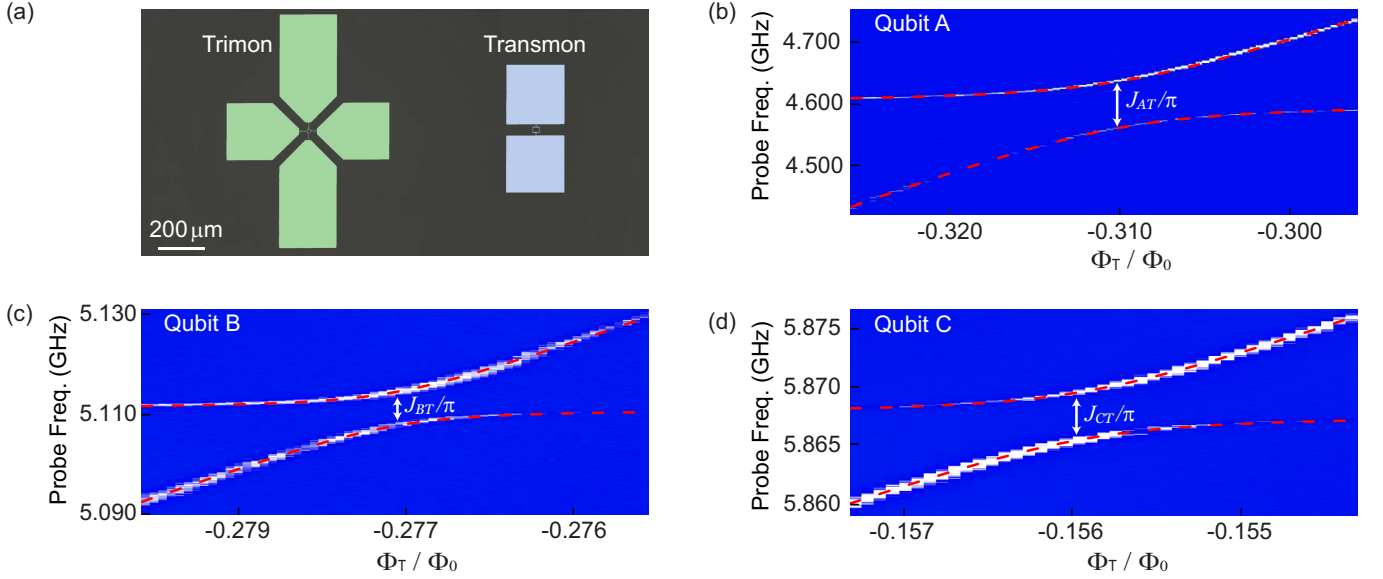 (a)
Trimon
Transmon
200 μm
(b)
Qubit A
Probe Freq. (GHz)
4.700
4.600
4.500
J_AT/π
-0.320
-0.310
-0.300
Φ_T / Φ_0
(c)
Qubit B
Probe Freq. (GHz)
5.130
5.110
5.090
J_BT/π
-0.279
-0.277
-0.276
Φ_T / Φ_0
(d)
Qubit C
Probe Freq. (GHz)
5.875
5.870
5.865
5.860
J_CT/π
-0.157
-0.156
-0.155
Φ_T / Φ_0